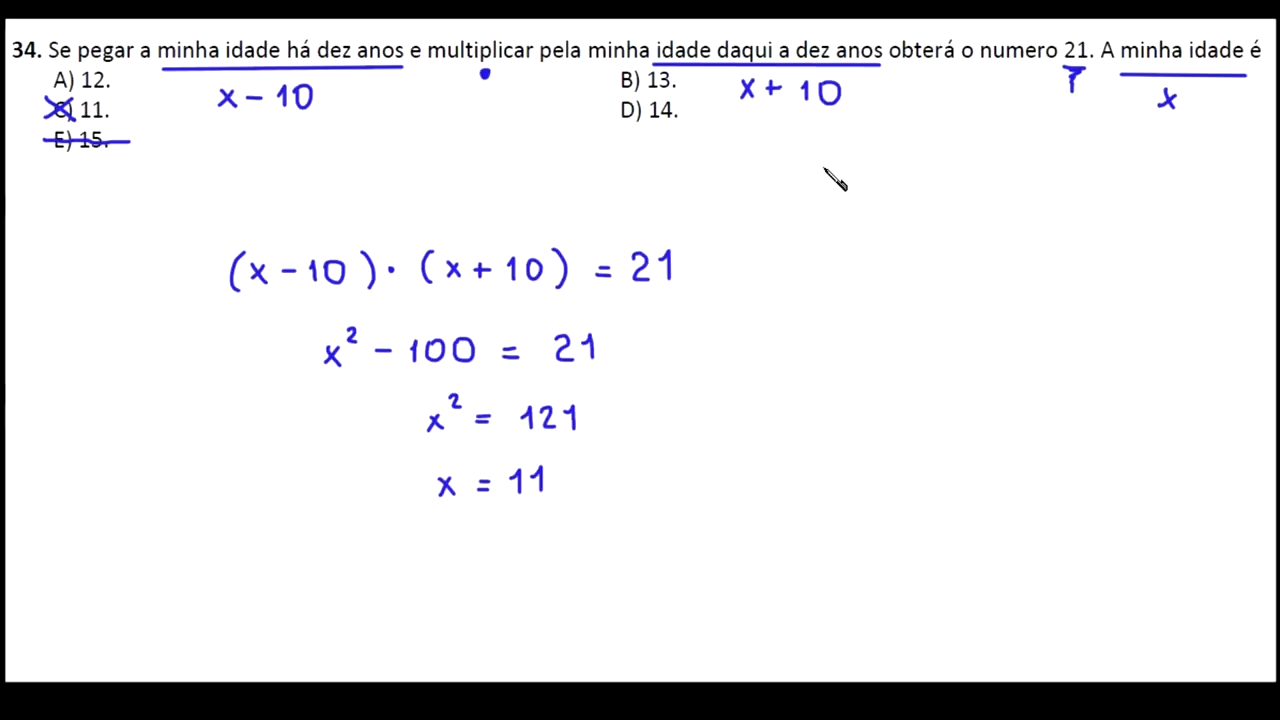 34. Se pegar a minha idade há dez anos e multiplicar pela minha idade daqui a dez anos obterá o numero 21. A minha idade é
A) 12. B) 13.
x - 10 · x + 10 x
C) 11. D) 14.
E) 15.
(x - 10) · (x + 10) = 21
x² - 100 = 21
x² = 121
x = 11